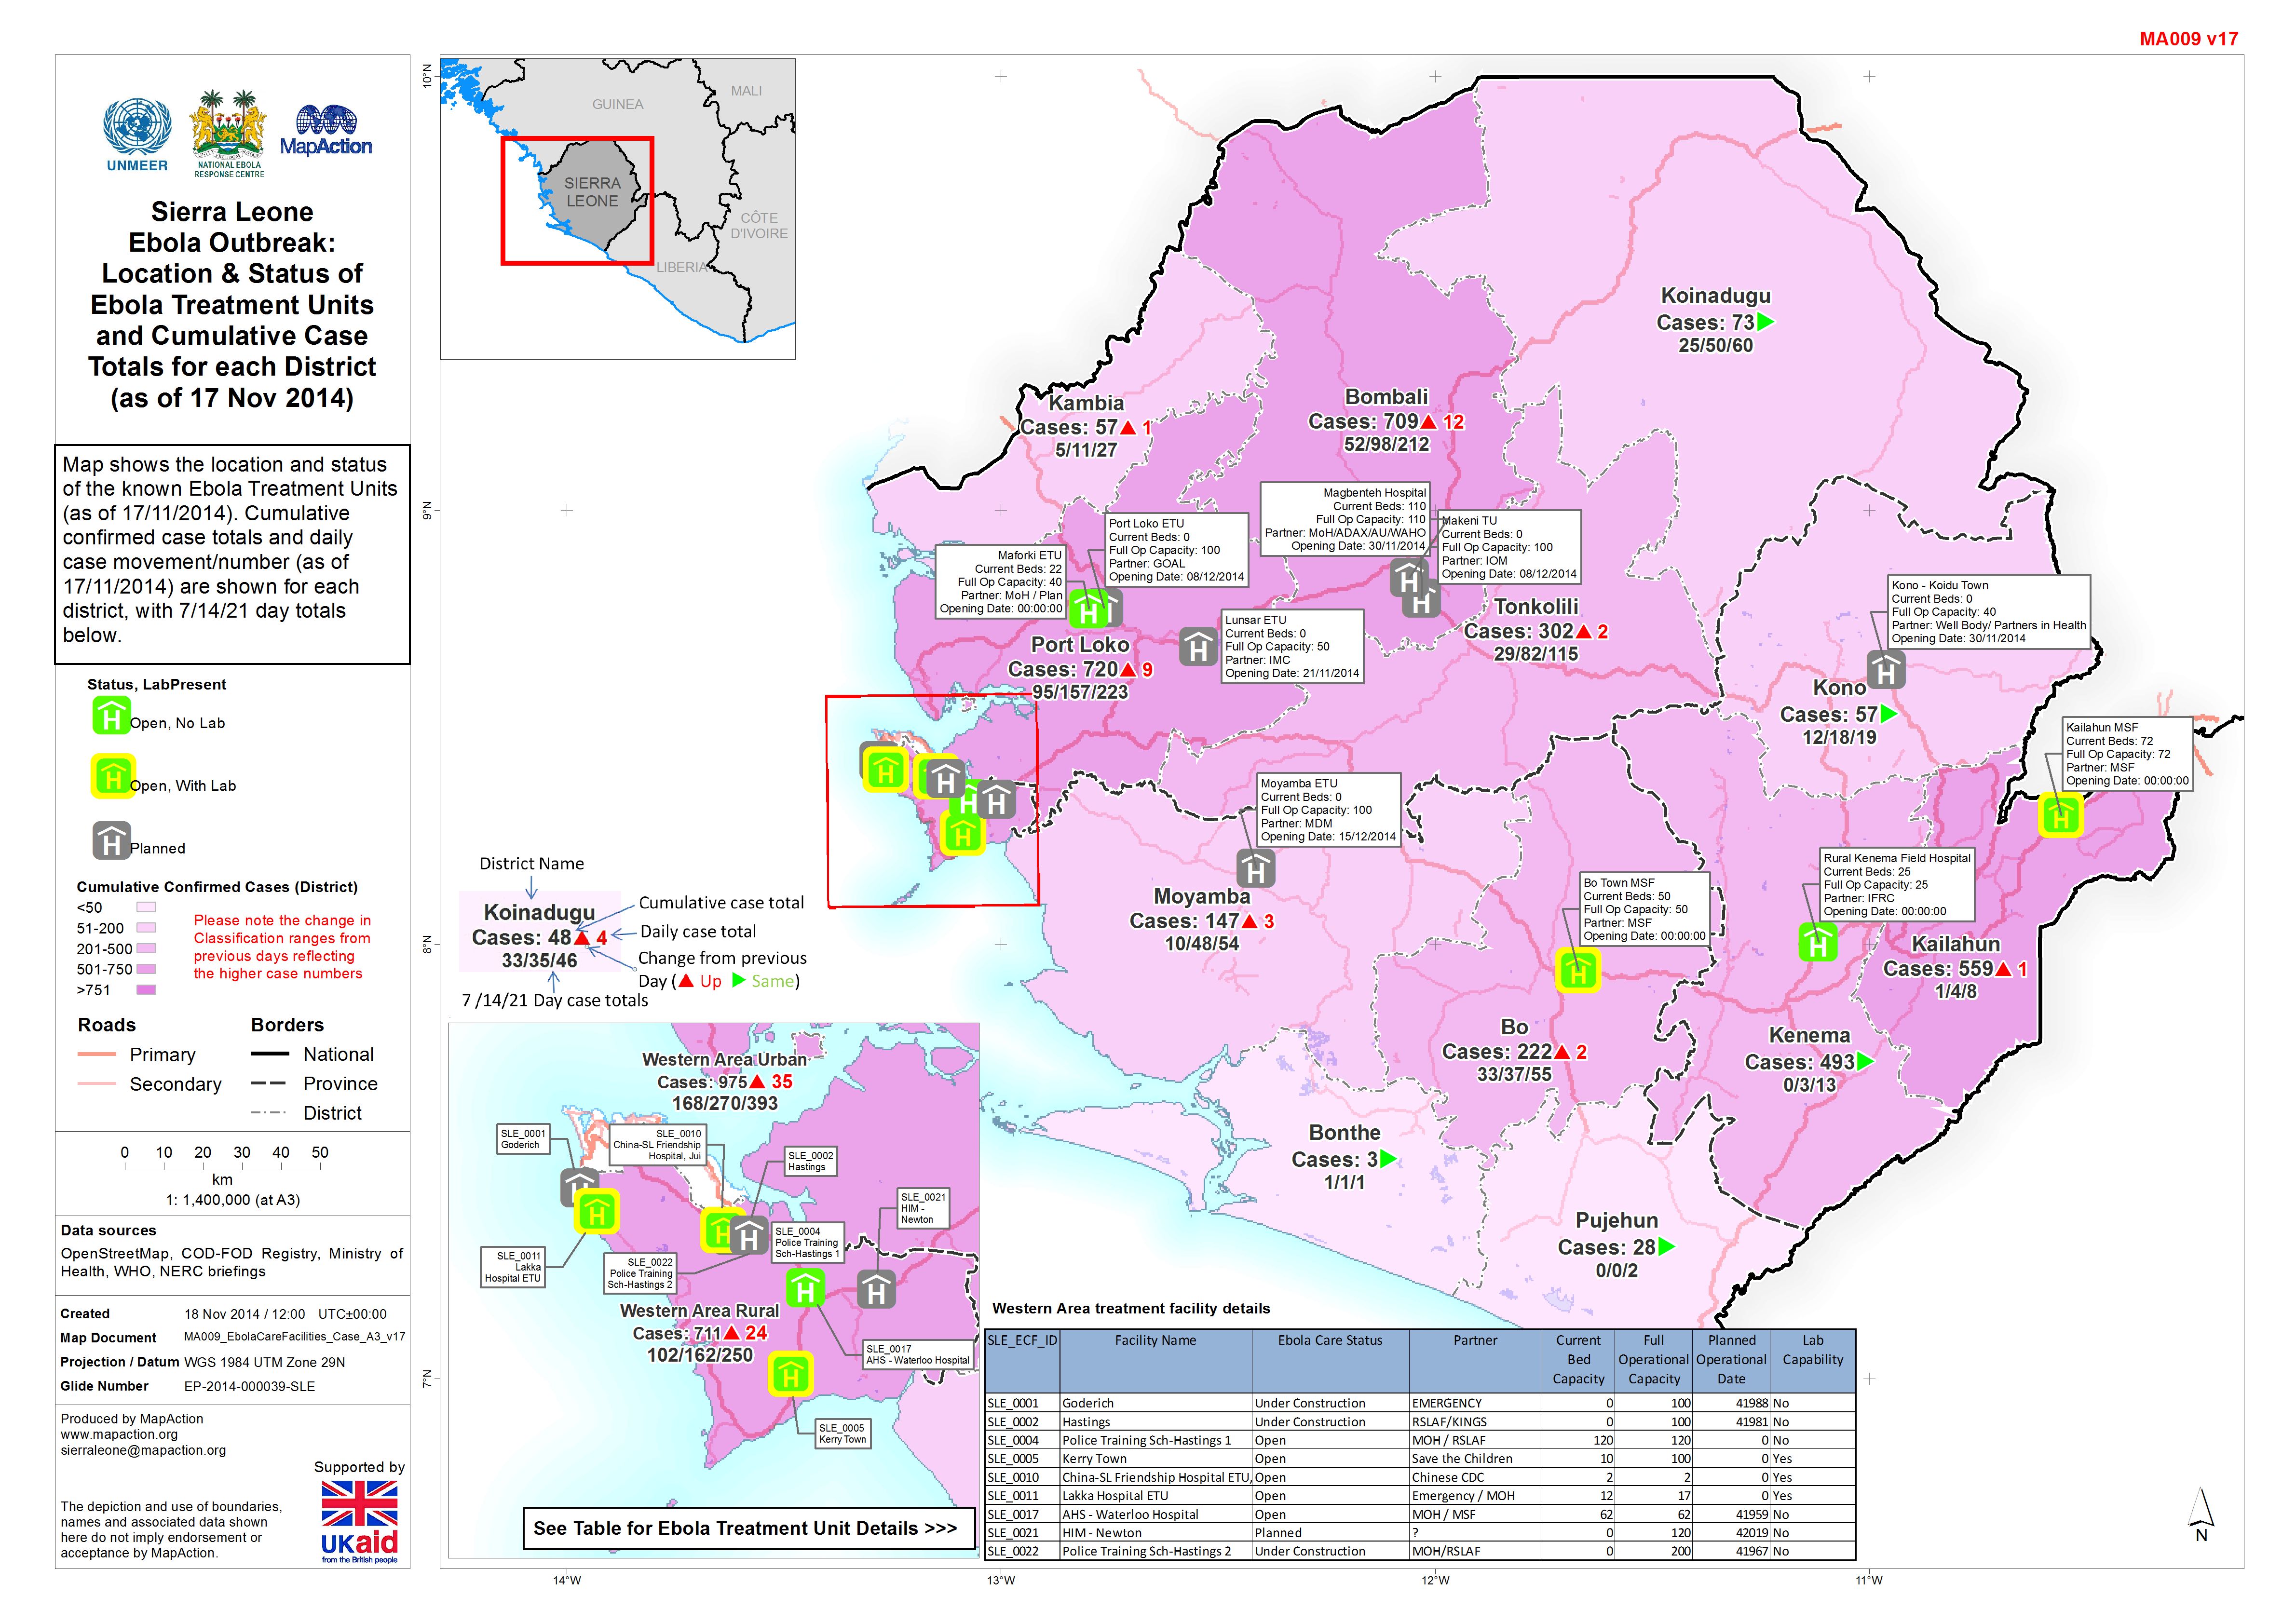 MA009 v17
UNMEER
NATIONAL EBOLA
RESPONSE CENTRE
MapAction
Sierra Leone
Ebola Outbreak:
Location & Status of
Ebola Treatment Units
and Cumulative Case
Totals for each District
(as of 17 Nov 2014)
Map shows the location and status
of the known Ebola Treatment Units
(as of 17/11/2014). Cumulative
confirmed case totals and daily
case movement/number (as of
17/11/2014) are shown for each
district, with 7/14/21 day totals
below.
Status, LabPresent
Open, No Lab
Open, With Lab
Planned
Cumulative Confirmed Cases (District)
<50
51-200
201-500
501-750
>751
Please note the change in
Classification ranges from
previous days reflecting
the higher case numbers
Roads
Primary
Secondary
Borders
National
Province
District
0 10 20 30 40 50
km
1: 1,400,000 (at A3)
Data sources
OpenStreetMap, COD-FOD Registry, Ministry of
Health, WHO, NERC briefings
Created 18 Nov 2014 / 12:00 UTC±00:00
Map Document MA009_EbolaCareFacilities_Case_A3_v17
Projection / Datum WGS 1984 UTM Zone 29N
Glide Number EP-2014-000039-SLE
Produced by MapAction
www.mapaction.org
sierraleone@mapaction.org
Supported by
UKaid
from the British people
The depiction and use of boundaries,
names and associated data shown
here do not imply endorsement or
acceptance by MapAction.
GUINEA
MALI
SIERRA
LEONE
CÔTE
D'IVOIRE
LIBERIA
10°N
9°N
8°N
7°N
14°W
13°W
12°W
11°W
Koinadugu
Cases: 73
25/50/60
Kambia
Cases: 57 1
5/11/27
Bombali
Cases: 709 12
52/98/212
Magbenteh Hospital
Current Beds: 110
Full Op Capacity: 110
Partner: MoH/ADAX/AU/WAHO
Opening Date: 30/11/2014
Makeni TU
Current Beds: 0
Full Op Capacity: 100
Partner: IOM
Opening Date: 08/12/2014
Port Loko ETU
Current Beds: 0
Full Op Capacity: 100
Partner: GOAL
Opening Date: 08/12/2014
Maforki ETU
Current Beds: 22
Full Op Capacity: 40
Partner: MoH / Plan
Opening Date: 00:00:00
Lunsar ETU
Current Beds: 0
Full Op Capacity: 50
Partner: IMC
Opening Date: 21/11/2014
Port Loko
Cases: 720 9
95/157/223
Tonkolili
Cases: 302 2
29/82/115
Kono - Koidu Town
Current Beds: 0
Full Op Capacity: 40
Partner: Well Body/ Partners in Health
Opening Date: 30/11/2014
Kono
Cases: 57
12/18/19
Kailahun MSF
Current Beds: 72
Full Op Capacity: 72
Partner: MSF
Opening Date: 00:00:00
Moyamba ETU
Current Beds: 0
Full Op Capacity: 100
Partner: MDM
Opening Date: 15/12/2014
Moyamba
Cases: 147 3
10/48/54
Bo Town MSF
Current Beds: 50
Full Op Capacity: 50
Partner: MSF
Opening Date: 00:00:00
Rural Kenema Field Hospital
Current Beds: 25
Full Op Capacity: 25
Partner: IFRC
Opening Date: 00:00:00
Kailahun
Cases: 559 1
1/4/8
Bo
Cases: 222 2
33/37/55
Kenema
Cases: 493
0/3/13
Bonthe
Cases: 3
1/1/1
Pujehun
Cases: 28
0/0/2
District Name
Koinadugu
Cases: 48 4
33/35/46
Cumulative case total
Daily case total
Change from previous
Day ( Up Same)
7 /14/21 Day case totals
Western Area Urban
Cases: 975 35
168/270/393
SLE_0001
Goderich
SLE_0010
China-SL Friendship
Hospital, Jui
SLE_0002
Hastings
SLE_0021
HIM -
Newton
SLE_0004
Police Training
Sch-Hastings 1
SLE_0011
Lakka
Hospital ETU
SLE_0022
Police Training
Sch-Hastings 2
Western Area Rural
Cases: 711 24
102/162/250
SLE_0017
AHS - Waterloo Hospital
SLE_0005
Kerry Town
See Table for Ebola Treatment Unit Details >>>
Western Area treatment facility details
SLE_ECF_ID Facility Name Ebola Care Status Partner Current Bed Capacity Full Operational Capacity Planned Operational Date Lab Capability
SLE_0001 Goderich Under Construction EMERGENCY 0 100 41988 No
SLE_0002 Hastings Under Construction RSLAF/KINGS 0 100 41981 No
SLE_0004 Police Training Sch-Hastings 1 Open MOH / RSLAF 120 120 0 No
SLE_0005 Kerry Town Open Save the Children 10 100 0 Yes
SLE_0010 China-SL Friendship Hospital ETU, Open Chinese CDC 2 2 0 Yes
SLE_0011 Lakka Hospital ETU Open Emergency / MOH 12 17 0 Yes
SLE_0017 AHS - Waterloo Hospital Open MOH / MSF 62 62 41959 No
SLE_0021 HIM - Newton Planned ? 0 120 42019 No
SLE_0022 Police Training Sch-Hastings 2 Under Construction MOH/RSLAF 0 200 41967 No
N